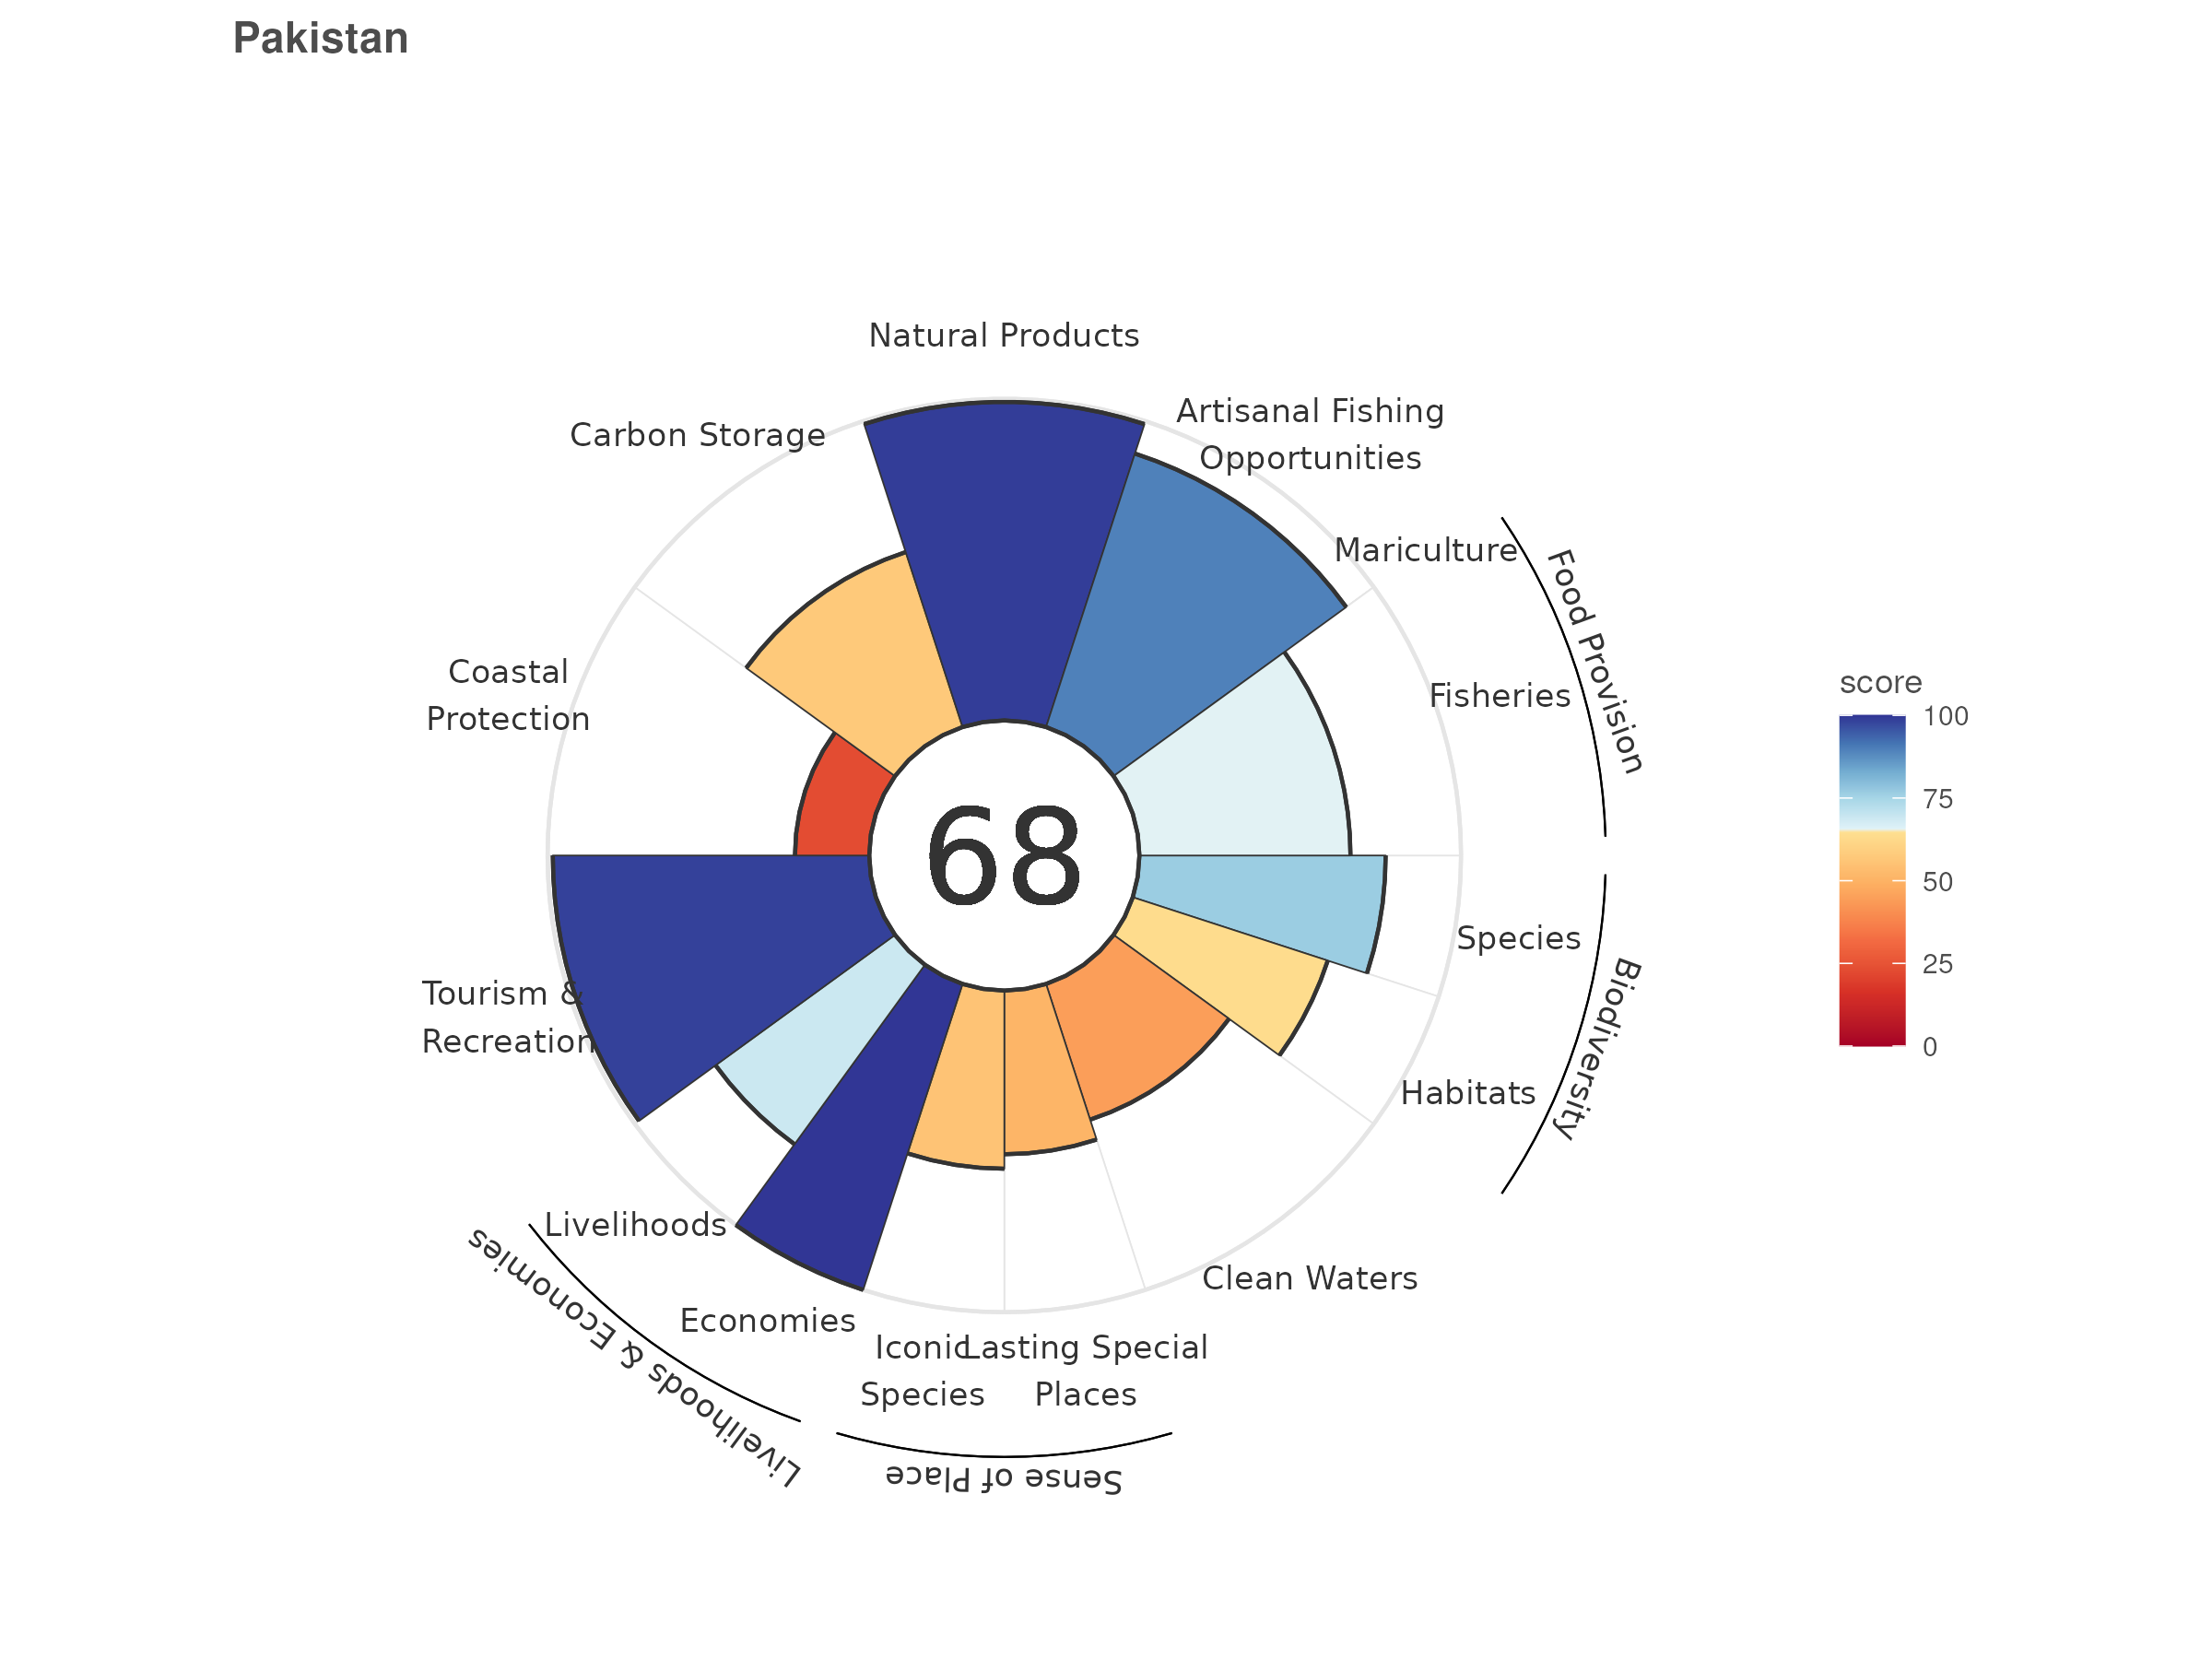 Pakistan
Natural Products
Artisanal Fishing
Opportunities
Carbon Storage
Mariculture
Food Provision
Fisheries
Coastal
Protection
68
score
100
75
50
25
0
Species
Biodiversity
Habitats
Tourism &
Recreation
Livelihoods
Livelihoods & Economies
Economies
Clean Waters
Iconic
Species
Lasting Special
Places
Sense of Place